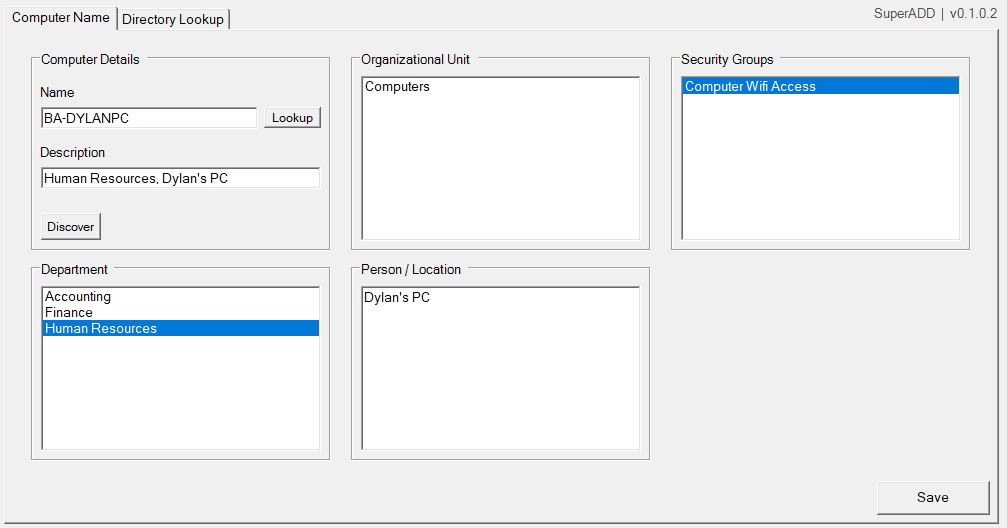 Computer Name
Directory Lookup
SuperADD | v0.1.0.2
Computer Details
Name
BA-DYLANPC
Lookup
Description
Human Resources, Dylan's PC
Discover
Organizational Unit
Computers
Security Groups
Computer Wifi Access
Department
Accounting
Finance
Human Resources
Person / Location
Dylan's PC
Save